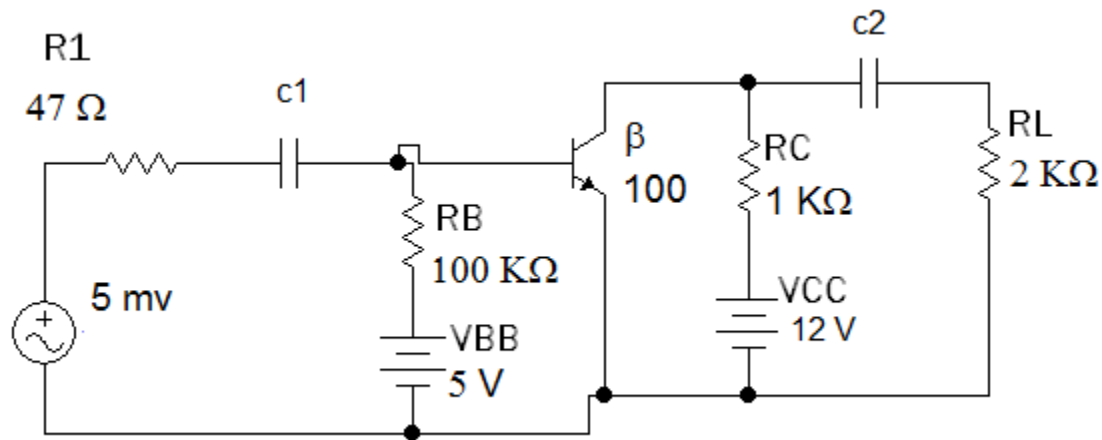 R1
47 Ω
c1
c2
β
100
RC
1 KΩ
RL
2 KΩ
RB
100 KΩ
5 mv
VBB
5 V
VCC
12 V